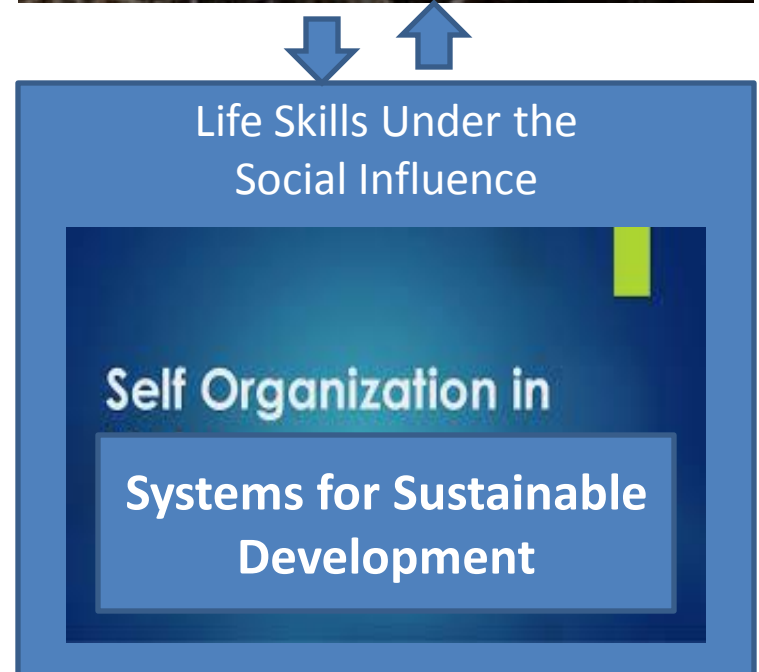 Life Skills Under the
Social Influence
Self Organization in
Systems for Sustainable
Development